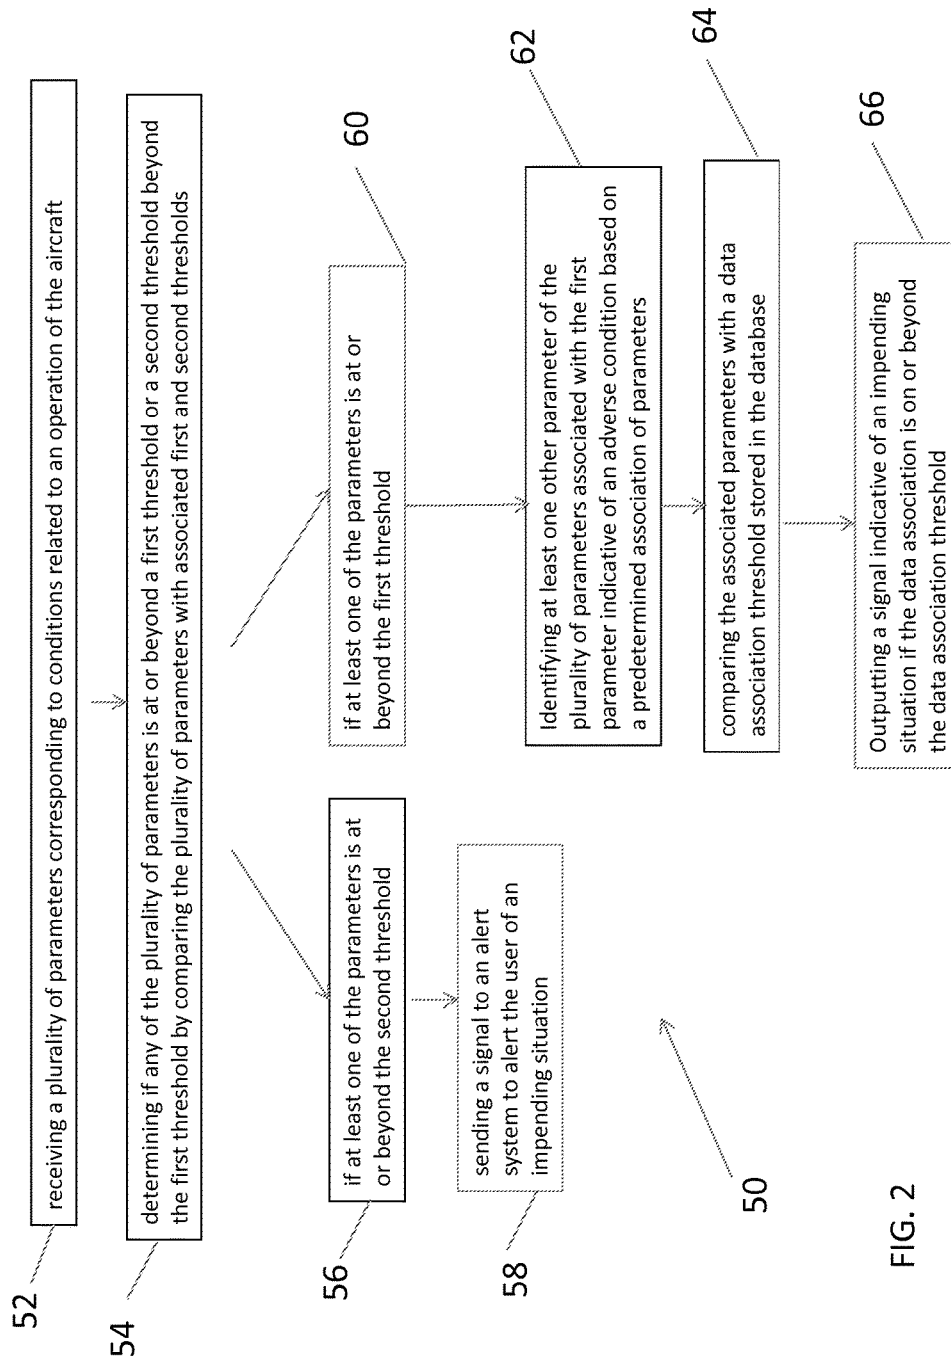 52
receiving a plurality of parameters corresponding to conditions related to an operation of the aircraft
54
determining if any of the plurality of parameters is at or beyond a first threshold or a second threshold beyond
the first threshold by comparing the plurality of parameters with associated first and second thresholds
56
if at least one of the parameters is at
or beyond the second threshold
58
sending a signal to an alert
system to alert the user of an
impending situation
60
if at least one of the parameters is at or
beyond the first threshold
62
Identifying at least one other parameter of the
plurality of parameters associated with the first
parameter indicative of an adverse condition based on
a predetermined association of parameters
64
comparing the associated parameters with a data
association threshold stored in the database
66
Outputting a signal indicative of an impending
situation if the data association is on or beyond
the data association threshold
50
FIG. 2